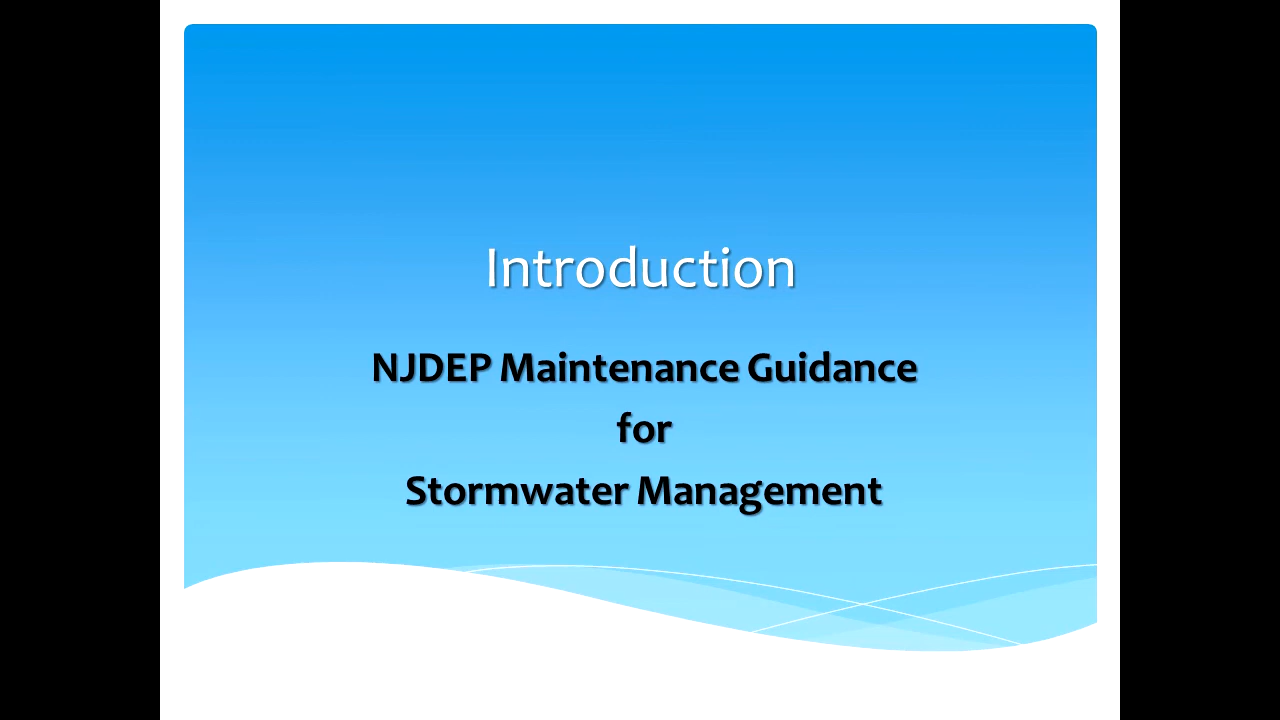 Introduction
NJDEP Maintenance Guidance
for
Stormwater Management